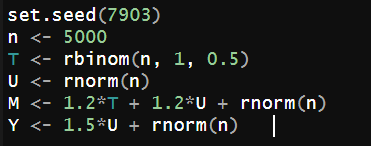 set.seed(7903)
n <- 5000
T <- rbinom(n, 1, 0.5)
U <- rnorm(n)
M <- 1.2*T + 1.2*U + rnorm(n)
Y <- 1.5*U + rnorm(n)